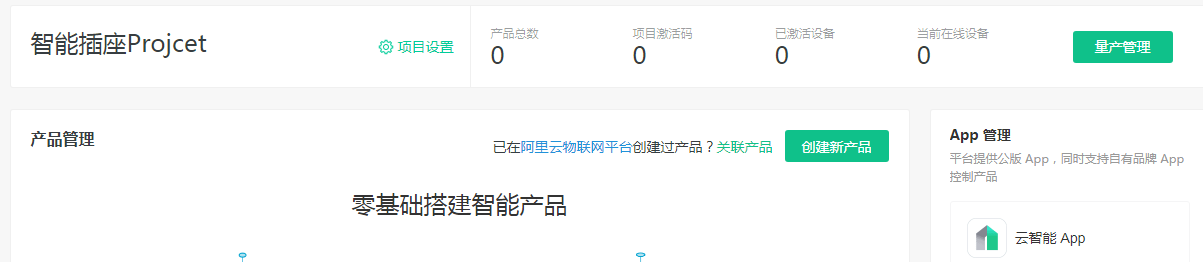 智能插座Projcet
项目设置
产品总数
0
项目激活码
0
已激活设备
0
当前在线设备
0
量产管理
产品管理
已在阿里云物联网平台创建过产品？关联产品
创建新产品
零基础搭建智能产品
App 管理
平台提供公版 App，同时支持自有品牌 App
控制产品
云智能 App